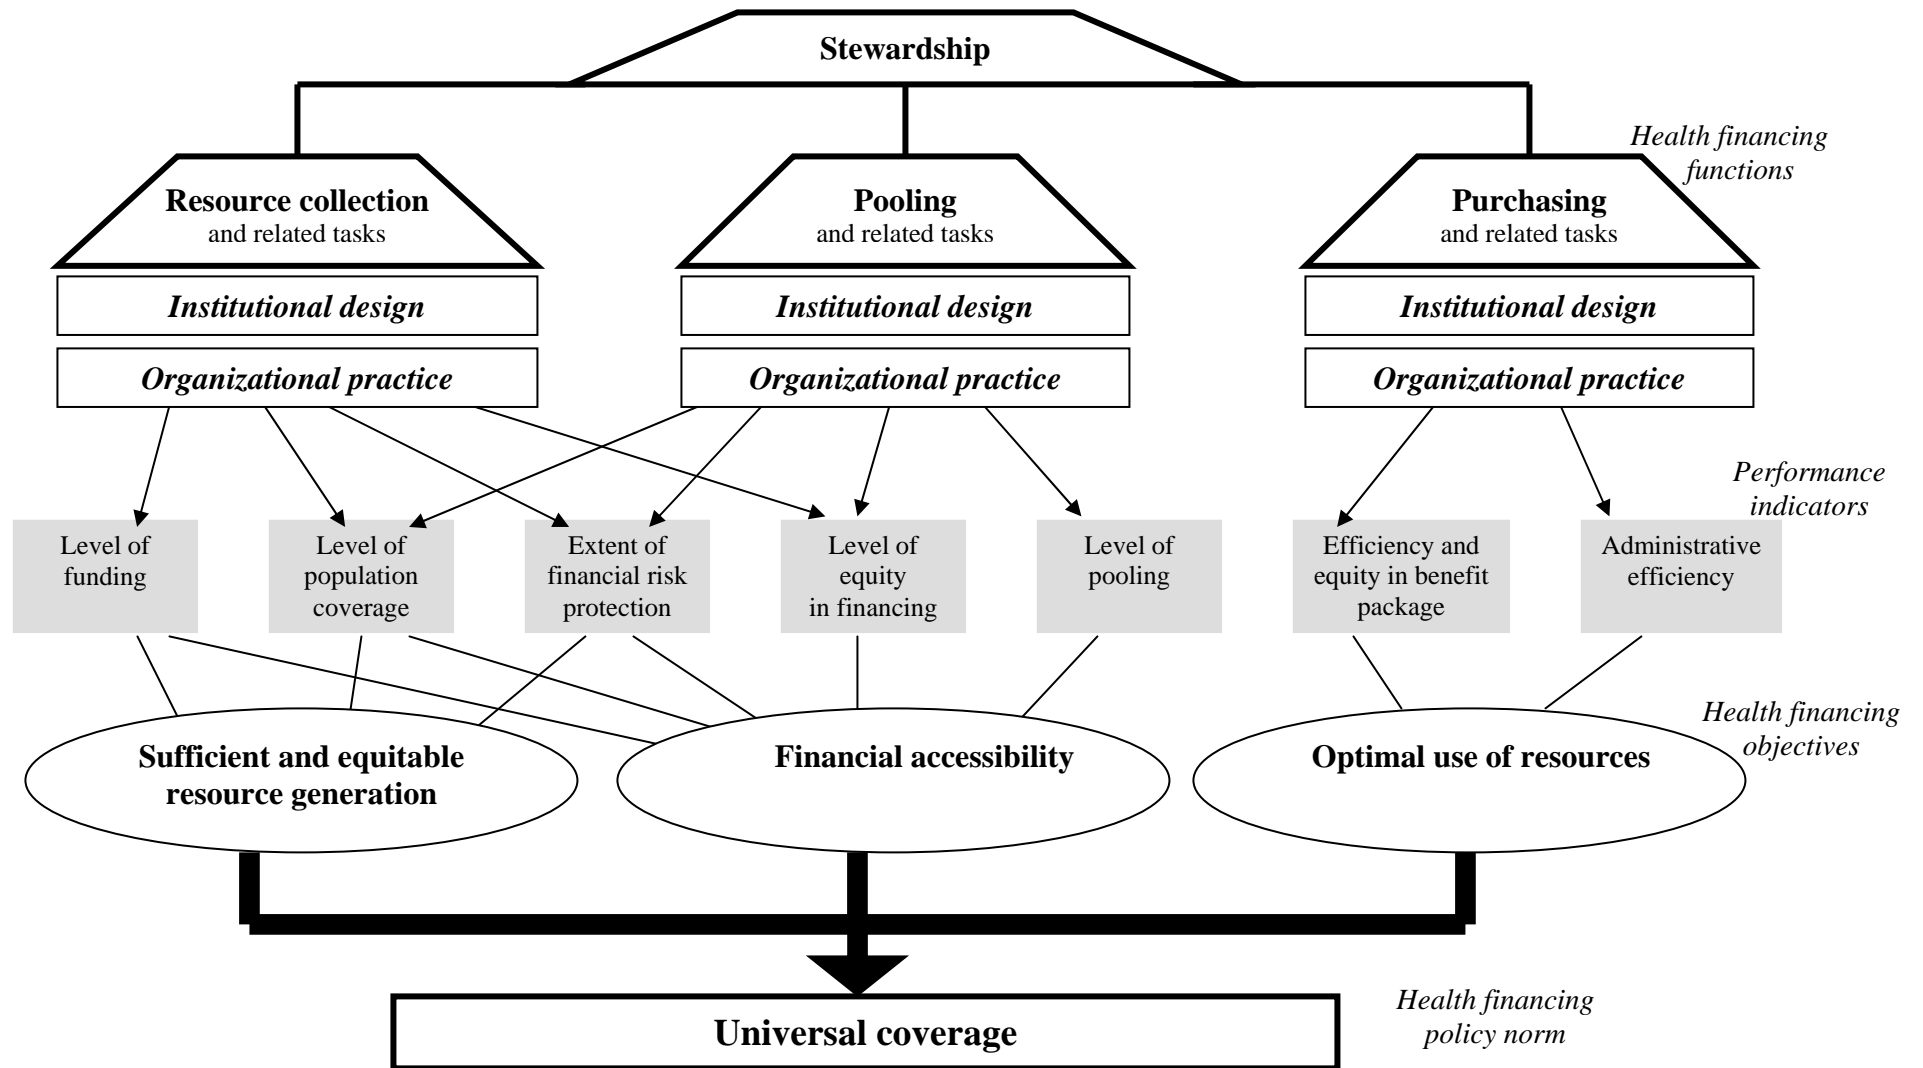 Stewardship
Health financing
functions
Resource collection
and related tasks
Pooling
and related tasks
Purchasing
and related tasks
Institutional design
Institutional design
Institutional design
Organizational practice
Organizational practice
Organizational practice
Performance
indicators
Level of
funding
Level of
population
coverage
Extent of
financial risk
protection
Level of
equity
in financing
Level of
pooling
Efficiency and
equity in benefit
package
Administrative
efficiency
Health financing
objectives
Sufficient and equitable
resource generation
Financial accessibility
Optimal use of resources
Health financing
policy norm
Universal coverage